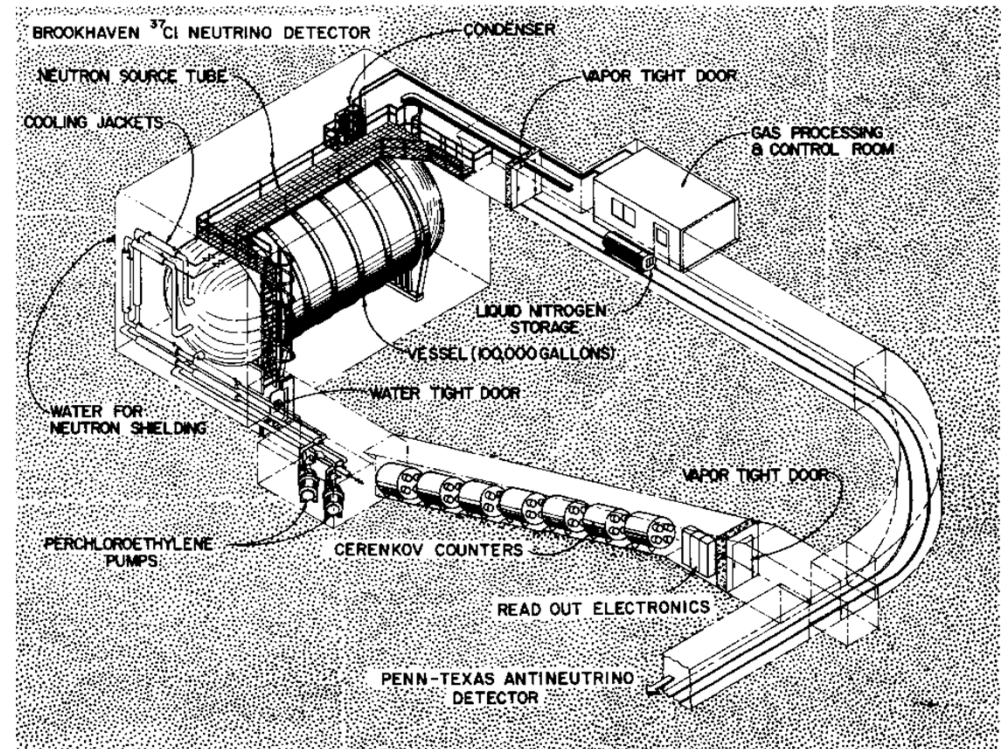 BROOKHAVEN ³⁷Cl NEUTRINO DETECTOR
CONDENSER
NEUTRON SOURCE TUBE
VAPOR TIGHT DOOR
COOLING JACKETS
GAS PROCESSING
& CONTROL ROOM
LIQUID NITROGEN
STORAGE
VESSEL (100,000 GALLONS)
WATER TIGHT DOOR
WATER FOR
NEUTRON SHIELDING
VAPOR TIGHT DOOR
PERCHLOROETHYLENE
PUMPS
CERENKOV COUNTERS
READ OUT ELECTRONICS
PENN-TEXAS ANTINEUTRINO
DETECTOR